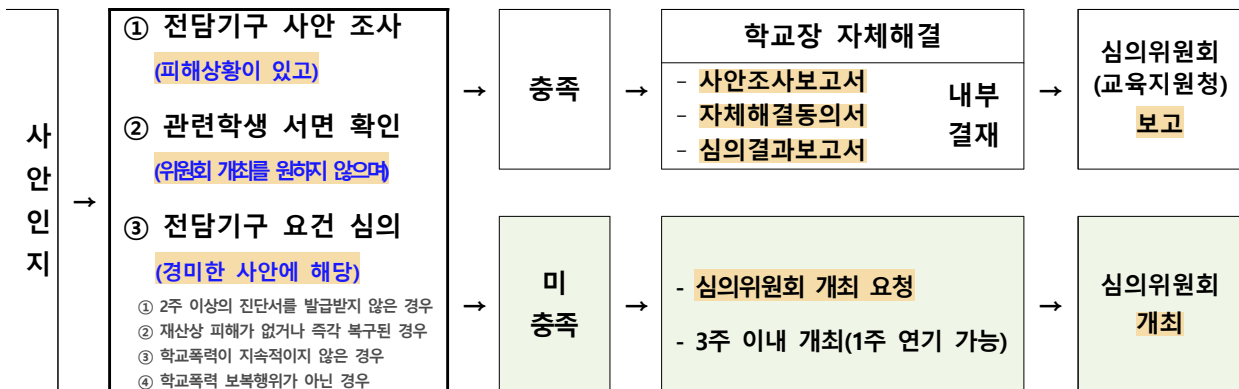 사
안
인
지
→
① 전담기구 사안 조사
(피해상황이 있고)
② 관련학생 서면 확인
(위원회 개최를 원하지 않으며)
③ 전담기구 요건 심의
(경미한 사안에 해당)
① 2주 이상의 진단서를 발급받지 않은 경우
② 재산상 피해가 없거나 즉각 복구된 경우
③ 학교폭력이 지속적이지 않은 경우
④ 학교폭력 보복행위가 아닌 경우
→
충족
→
학교장 자체해결
- 사안조사보고서
- 자체해결동의서
- 심의결과보고서
내부
결재
→
심의위원회
(교육지원청)
보고
→
미
충족
→
- 심의위원회 개최 요청
- 3주 이내 개최(1주 연기 가능)
→
심의위원회
개최